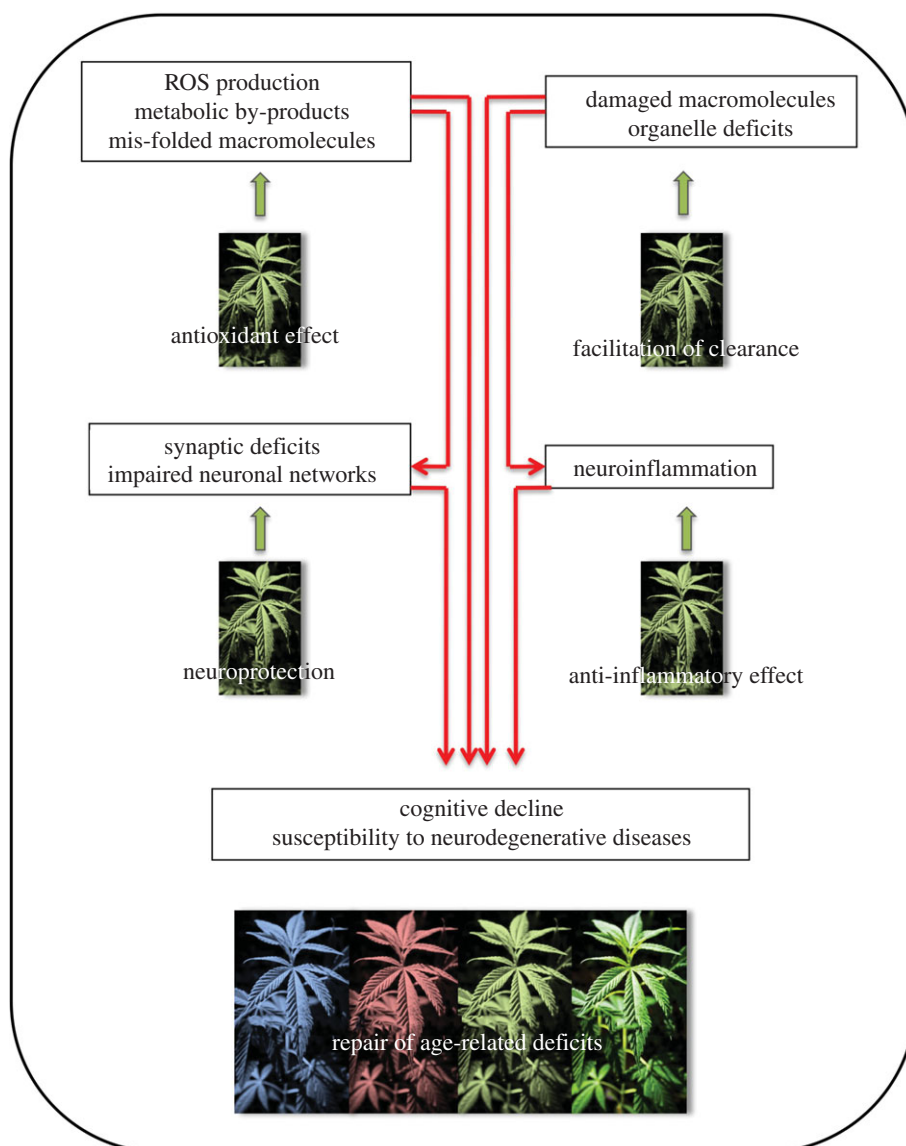 ROS production
metabolic by-products
mis-folded macromolecules
damaged macromolecules
organelle deficits
antioxidant effect
facilitation of clearance
synaptic deficits
impaired neuronal networks
neuroinflammation
neuroprotection
anti-inflammatory effect
cognitive decline
susceptibility to neurodegenerative diseases
repair of age-related deficits